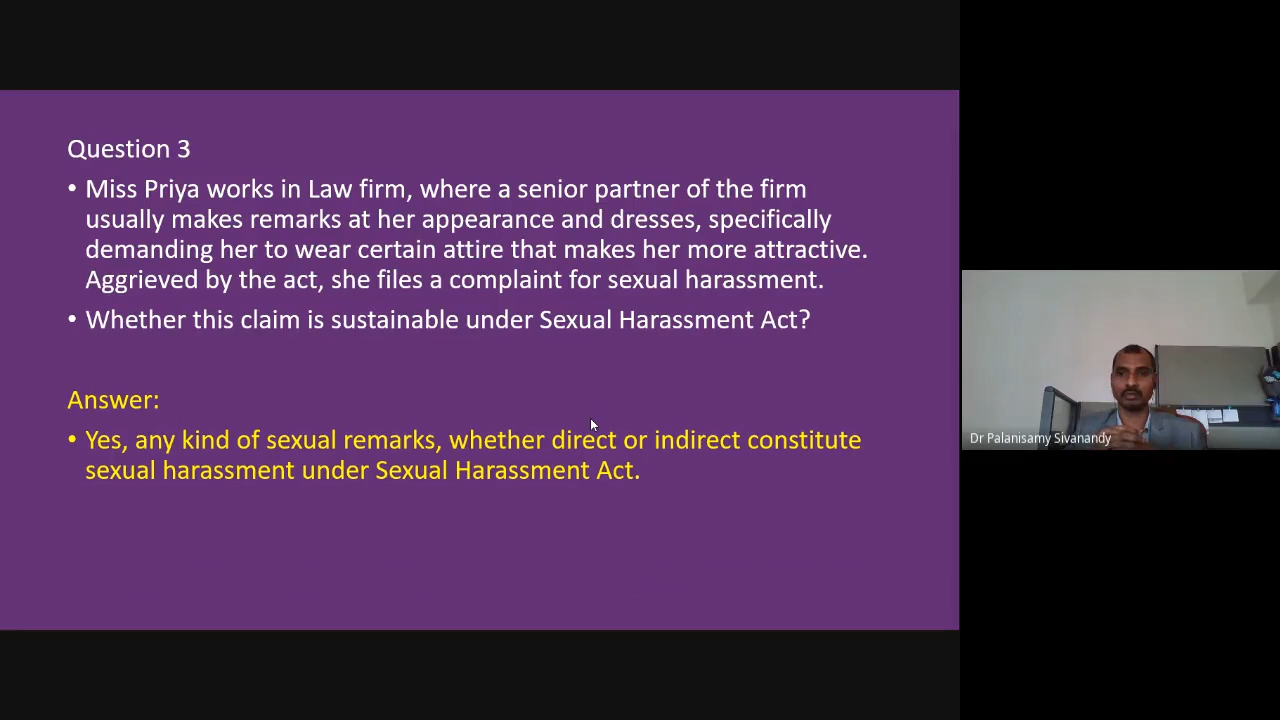 Question 3
• Miss Priya works in Law firm, where a senior partner of the firm
usually makes remarks at her appearance and dresses, specifically
demanding her to wear certain attire that makes her more attractive.
Aggrieved by the act, she files a complaint for sexual harassment.
• Whether this claim is sustainable under Sexual Harassment Act?
Answer:
• Yes, any kind of sexual remarks, whether direct or indirect constitute
sexual harassment under Sexual Harassment Act.
Dr Palanisamy Sivanandy